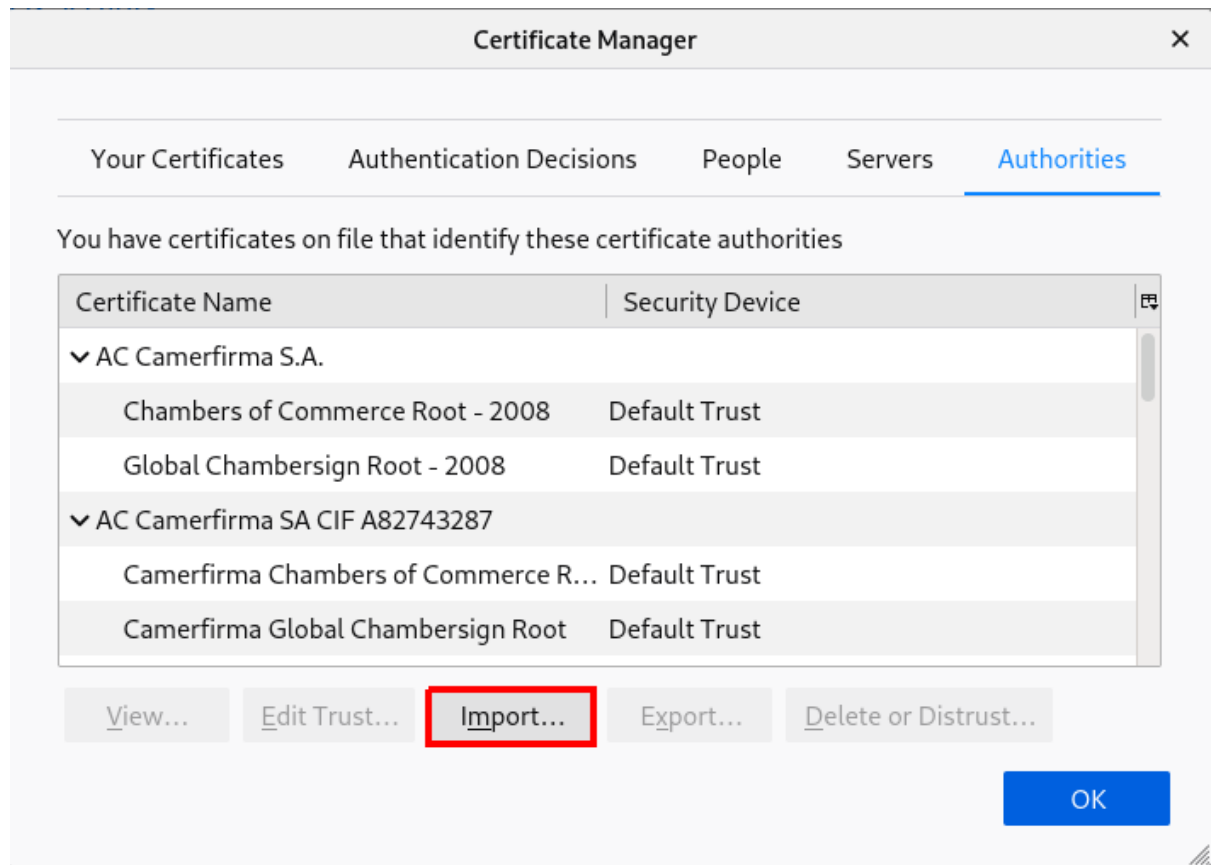 Certificate Manager
Your Certificates Authentication Decisions People Servers Authorities
You have certificates on file that identify these certificate authorities
Certificate Name Security Device
AC Camerfirma S.A.
Chambers of Commerce Root - 2008 Default Trust
Global Chambersign Root - 2008 Default Trust
AC Camerfirma SA CIF A82743287
Camerfirma Chambers of Commerce R... Default Trust
Camerfirma Global Chambersign Root Default Trust
View... Edit Trust... Import... Export... Delete or Distrust...
OK